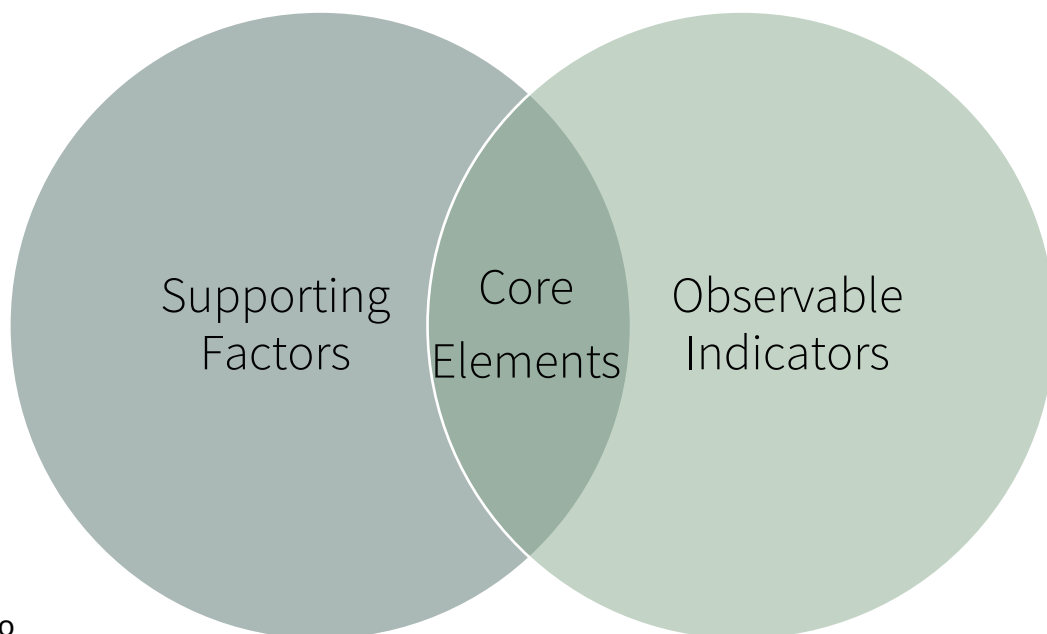 Supporting
Factors
Core
Elements
Observable
Indicators
o